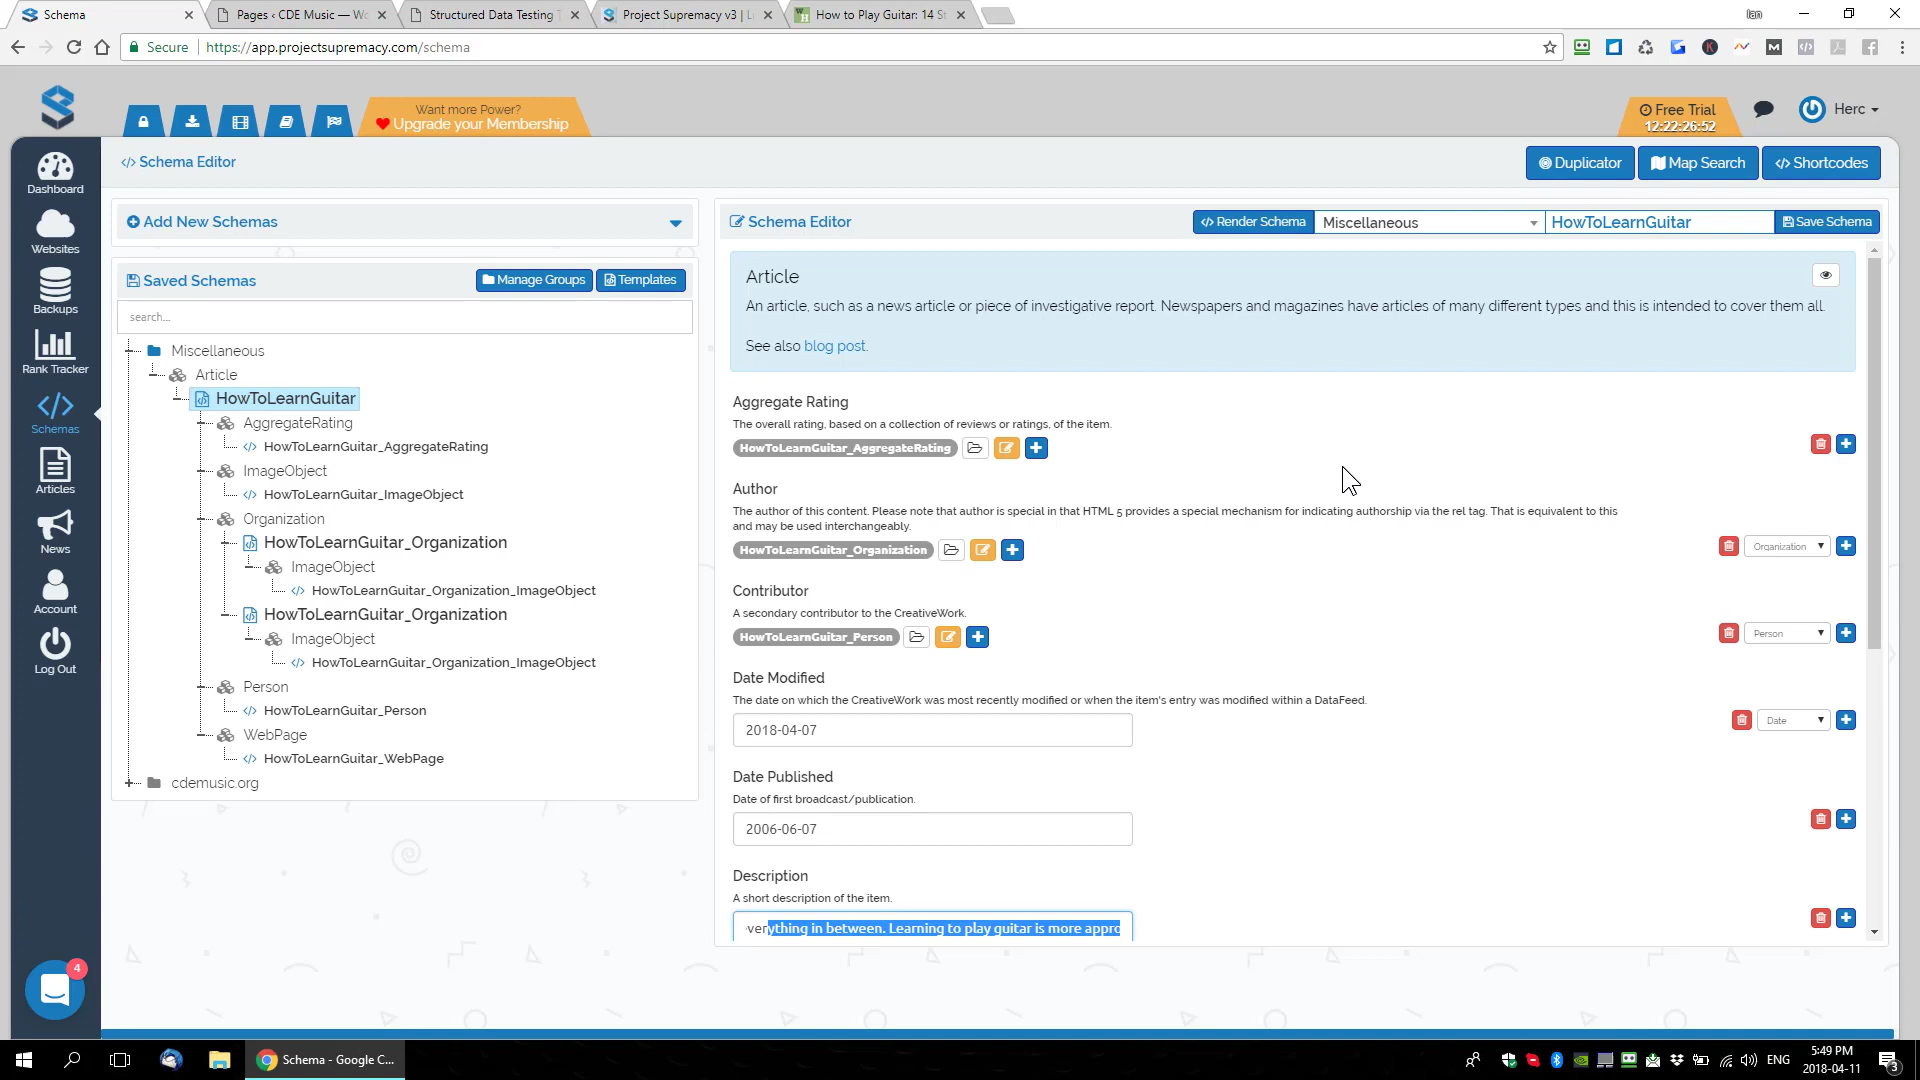 Schema
Pages ‹ CDE Music — Wo
Structured Data Testing T
Project Supremacy v3 | L
How to Play Guitar: 14 St
Ian
Secure
https://app.projectsupremacy.com/schema
Want more Power?
Upgrade your Membership
Free Trial
12:22:26:52
Herc
Dashboard
Websites
Backups
Rank Tracker
Schemas
Articles
News
Account
Log Out
4
Schema Editor
Duplicator
Map Search
Shortcodes
Add New Schemas
Saved Schemas
Manage Groups
Templates
search...
Miscellaneous
Article
HowToLearnGuitar
AggregateRating
HowToLearnGuitar_AggregateRating
ImageObject
HowToLearnGuitar_ImageObject
Organization
HowToLearnGuitar_Organization
ImageObject
HowToLearnGuitar_Organization_ImageObject
HowToLearnGuitar_Organization
ImageObject
HowToLearnGuitar_Organization_ImageObject
Person
HowToLearnGuitar_Person
WebPage
HowToLearnGuitar_WebPage
cdemusic.org
Schema Editor
Render Schema
Miscellaneous
HowToLearnGuitar
Save Schema
Article
An article, such as a news article or piece of investigative report. Newspapers and magazines have articles of many different types and this is intended to cover them all.
See also blog post.
Aggregate Rating
The overall rating, based on a collection of reviews or ratings, of the item.
HowToLearnGuitar_AggregateRating
Author
The author of this content. Please note that author is special in that HTML 5 provides a special mechanism for indicating authorship via the rel tag. That is equivalent to this
and may be used interchangeably.
HowToLearnGuitar_Organization
Organization
Contributor
A secondary contributor to the CreativeWork.
HowToLearnGuitar_Person
Person
Date Modified
The date on which the CreativeWork was most recently modified or when the item's entry was modified within a DataFeed.
2018-04-07
Date
Date Published
Date of first broadcast/publication.
2006-06-07
Description
A short description of the item.
verything in between. Learning to play guitar is more appro
Schema - Google C...
ENG
5:49 PM
2018-04-11
3